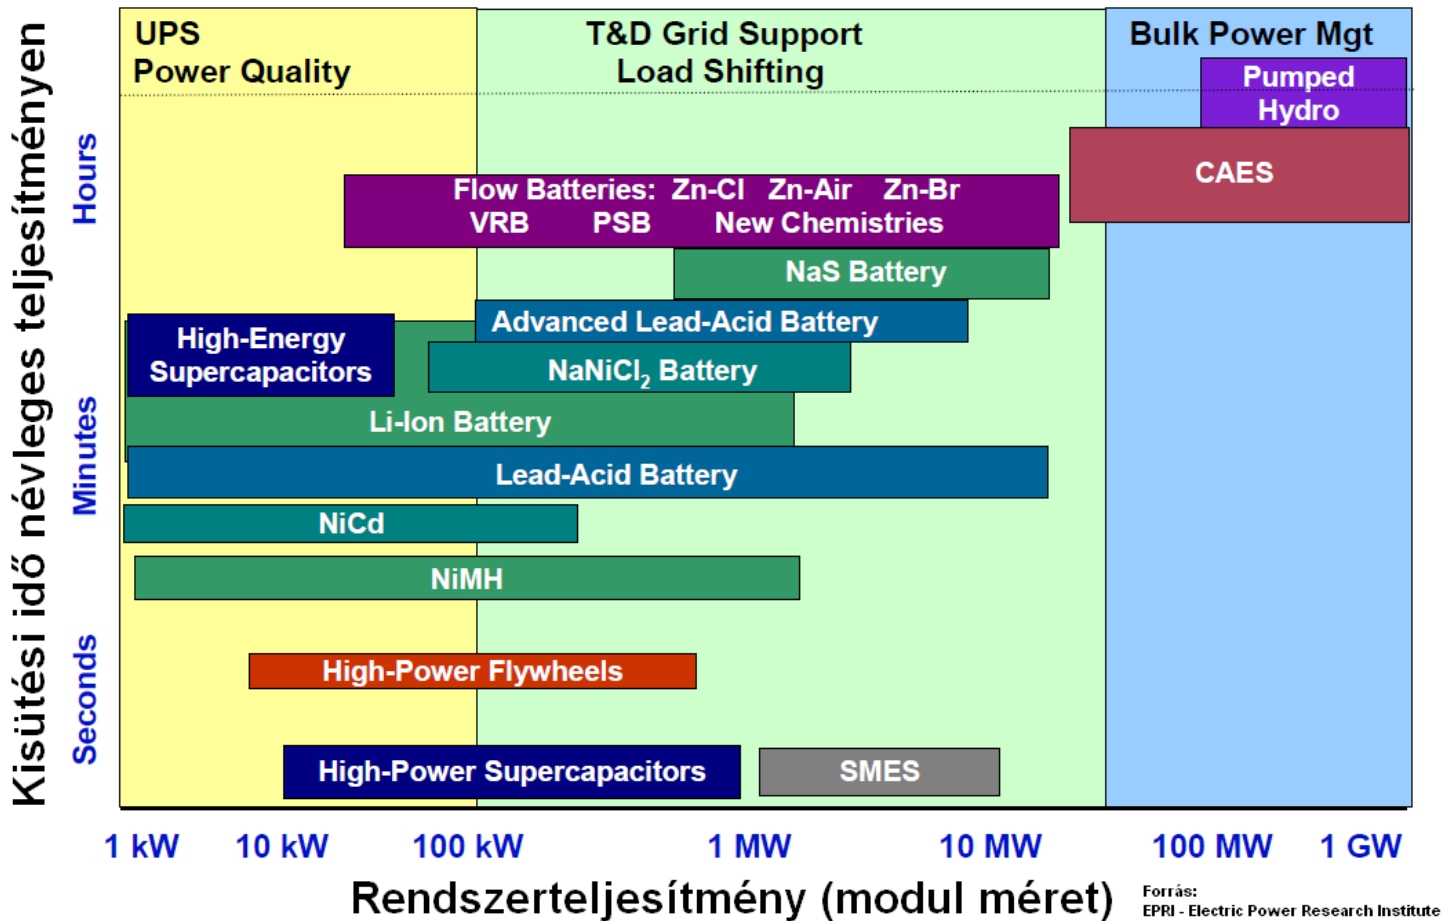 Kisütési idő névleges teljesítményen
Hours
Minutes
Seconds
UPS
Power Quality
T&D Grid Support
Load Shifting
Bulk Power Mgt
Pumped
Hydro
CAES
Flow Batteries: Zn-Cl Zn-Air Zn-Br
VRB PSB New Chemistries
NaS Battery
Advanced Lead-Acid Battery
High-Energy
Supercapacitors
NaNiCl₂ Battery
Li-Ion Battery
Lead-Acid Battery
NiCd
NiMH
High-Power Flywheels
High-Power Supercapacitors
SMES
1 kW 10 kW 100 kW 1 MW 10 MW 100 MW 1 GW
Rendszerteljesítmény (modul méret)
Forrás:
EPRI - Electric Power Research Institute